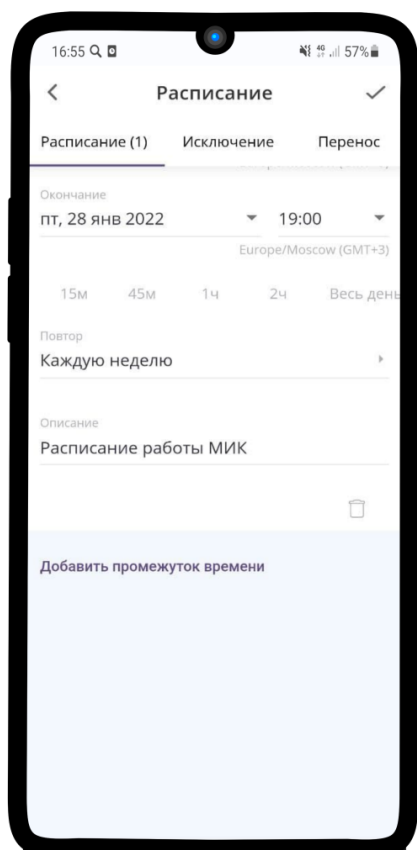 16:55 4G 57%
Расписание
Расписание (1) Исключение Перенос
Окончание
пт, 28 янв 2022 19:00
Europe/Moscow (GMT+3)
15м 45м 1ч 2ч Весь день
Повтор
Каждую неделю
Описание
Расписание работы МИК
Добавить промежуток времени